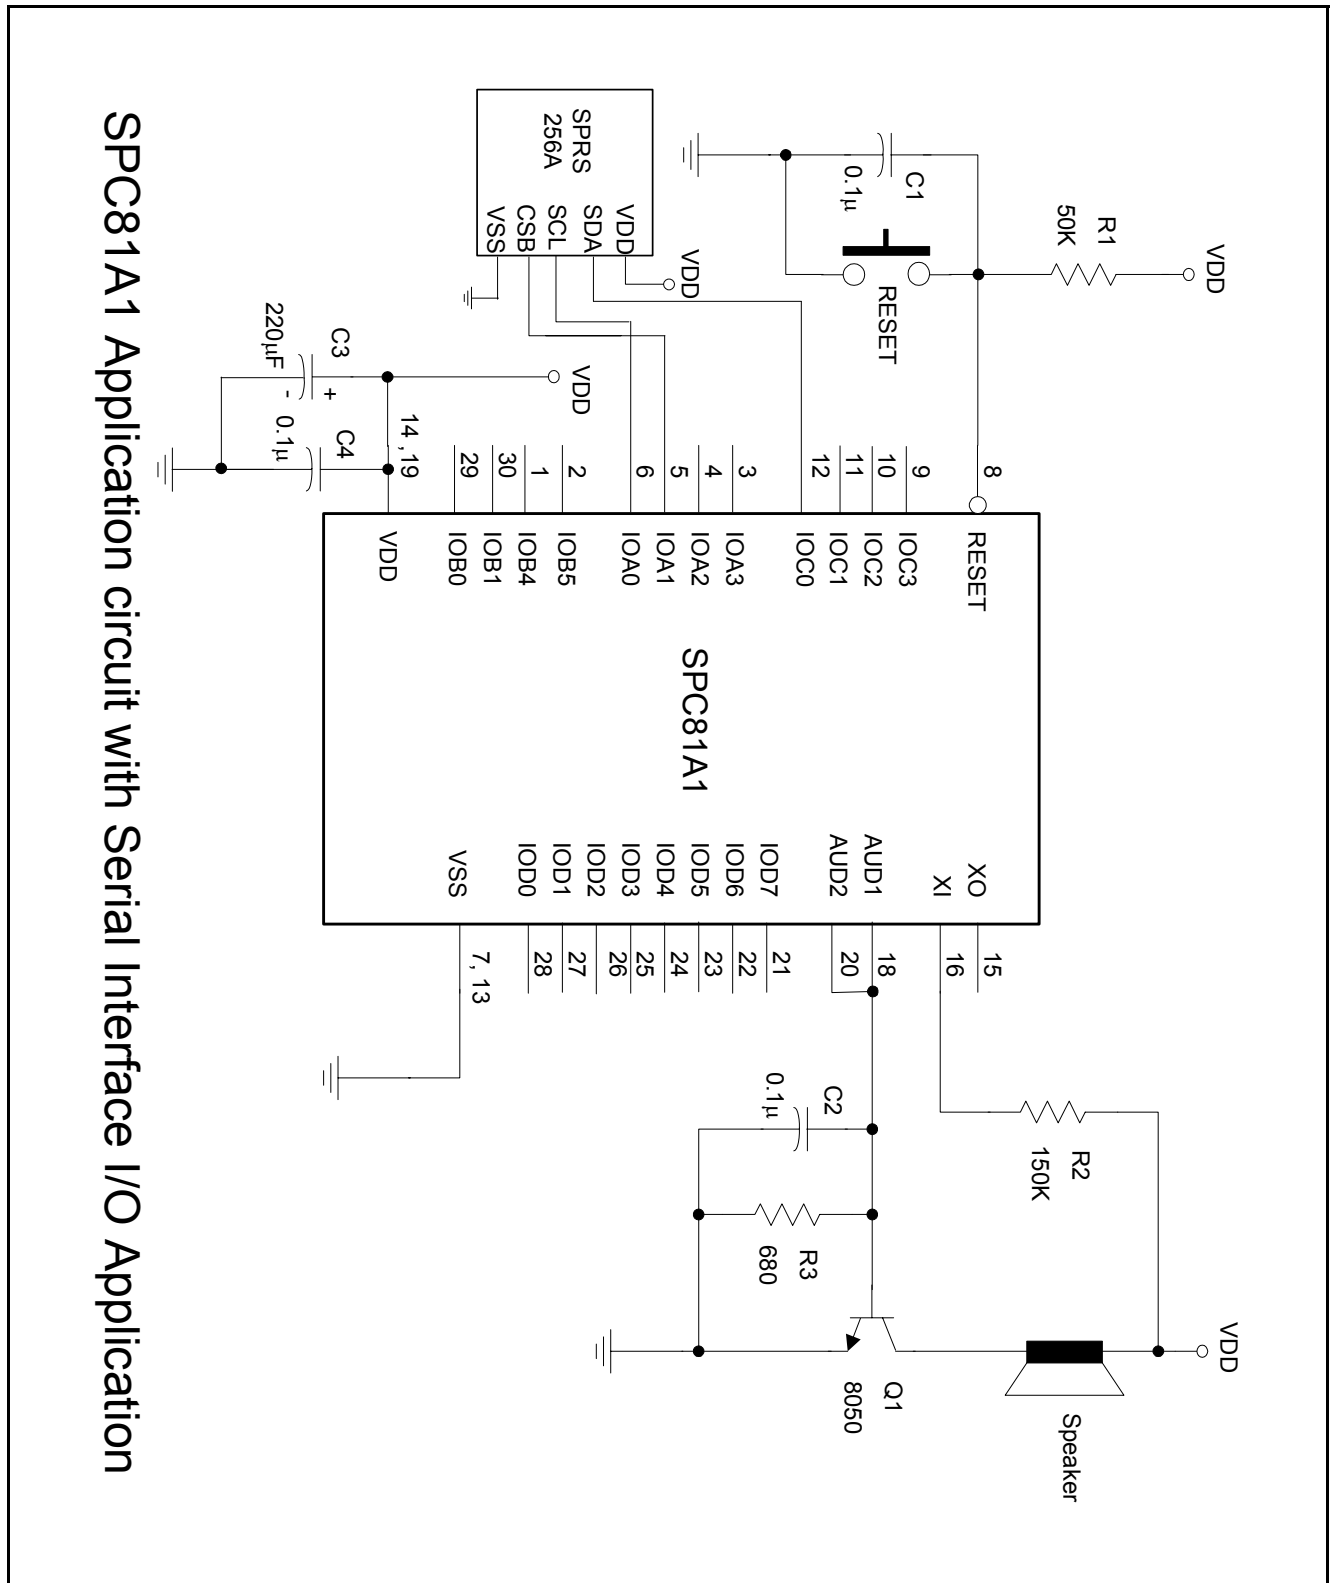 VDD
R1
50K
C1
0.1µ
RESET
SPRS
256A
VDD
SDA
SCL
CSB
VSS
VDD
VDD
C3
220µF
+
-
C4
0.1µ
8
9
10
11
12
3
4
5
6
2
1
30
29
14 ,19
RESET
IOC3
IOC2
IOC1
IOC0
IOA3
IOA2
IOA1
IOA0
IOB5
IOB4
IOB1
IOB0
VDD
SPC81A1
XO
XI
AUD1
AUD2
IOD7
IOD6
IOD5
IOD4
IOD3
IOD2
IOD1
IOD0
VSS
15
16
18
20
21
22
23
24
25
26
27
28
7, 13
R2
150K
C2
0.1µ
R3
680
Q1
8050
VDD
Speaker
SPC81A1 Application circuit with Serial Interface I/O Application